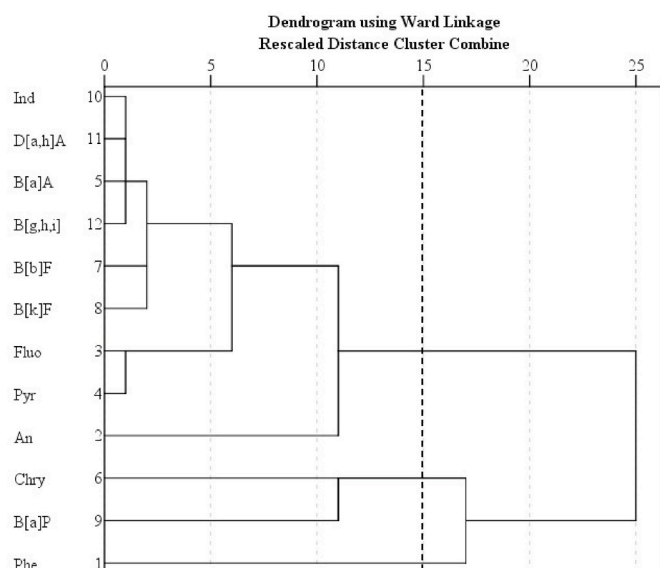 Dendrogram using Ward Linkage
Rescaled Distance Cluster Combine
0 5 10 15 20 25
Ind 10
D[a,h]A 11
B[a]A 5
B[g,h,i] 12
B[b]F 7
B[k]F 8
Fluo 3
Pyr 4
An 2
Chry 6
B[a]P 9
Phe 1